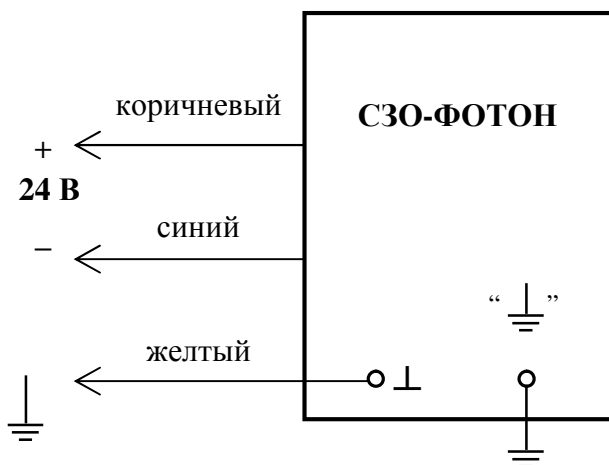 коричневый
СЗО-ФОТОН
+
24 В
синий
−
“ ”
желтый